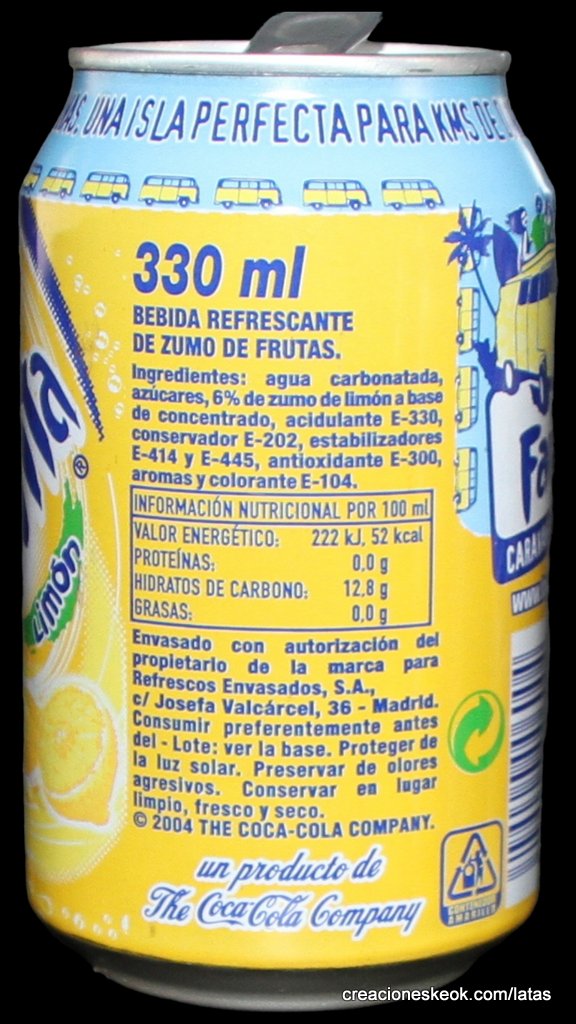 UNA ISLA PERFECTA PARA KMS DE
330 ml
BEBIDA REFRESCANTE
DE ZUMO DE FRUTAS.
Ingredientes: agua carbonatada,
azúcares, 6% de zumo de limón a base
de concentrado, acidulante E-330,
conservador E-202, estabilizadores
E-414 y E-445, antioxidante E-300,
aromas y colorante E-104.
INFORMACIÓN NUTRICIONAL POR 100 ml
VALOR ENERGÉTICO: 222 kJ, 52 kcal
PROTEÍNAS: 0,0 g
HIDRATOS DE CARBONO: 12,8 g
GRASAS: 0,0 g
Envasado con autorización del
propietario de la marca para
Refrescos Envasados, S.A.,
c/ Josefa Valcárcel, 36 - Madrid.
Consumir preferentemente antes
del - Lote: ver la base. Proteger de
la luz solar. Preservar de olores
agresivos. Conservar en lugar
limpio, fresco y seco.
© 2004 THE COCA-COLA COMPANY.
un producto de
The Coca-Cola Company
®
Limón
Fa
CARAV
www.
CONTENEDOR
AMARILLO
creacioneskeok.com/latas